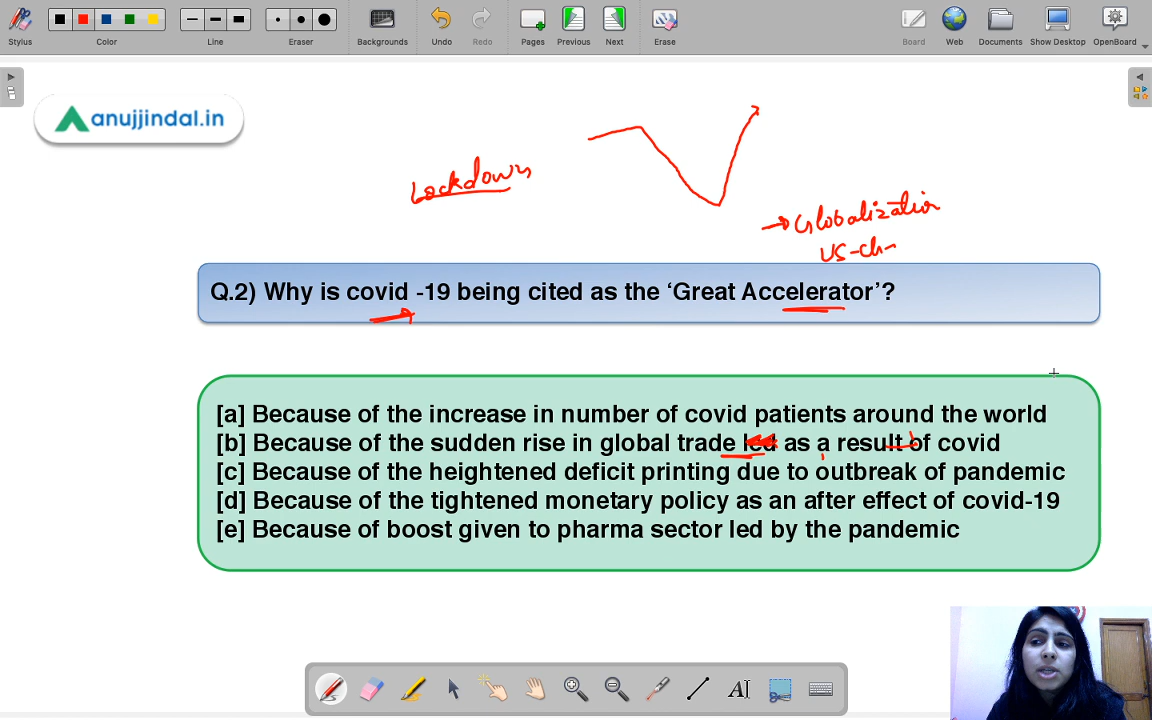 Stylus
Color
Line
Eraser
Backgrounds
Undo
Redo
Pages
Previous
Next
Erase
Board
Web
Documents
Show Desktop
OpenBoard
anujjindal.in
Lockdown
→Globalization
US-Ch-
Q.2) Why is covid -19 being cited as the ‘Great Accelerator’?
[a] Because of the increase in number of covid patients around the world
[b] Because of the sudden rise in global trade led as a result of covid
[c] Because of the heightened deficit printing due to outbreak of pandemic
[d] Because of the tightened monetary policy as an after effect of covid-19
[e] Because of boost given to pharma sector led by the pandemic